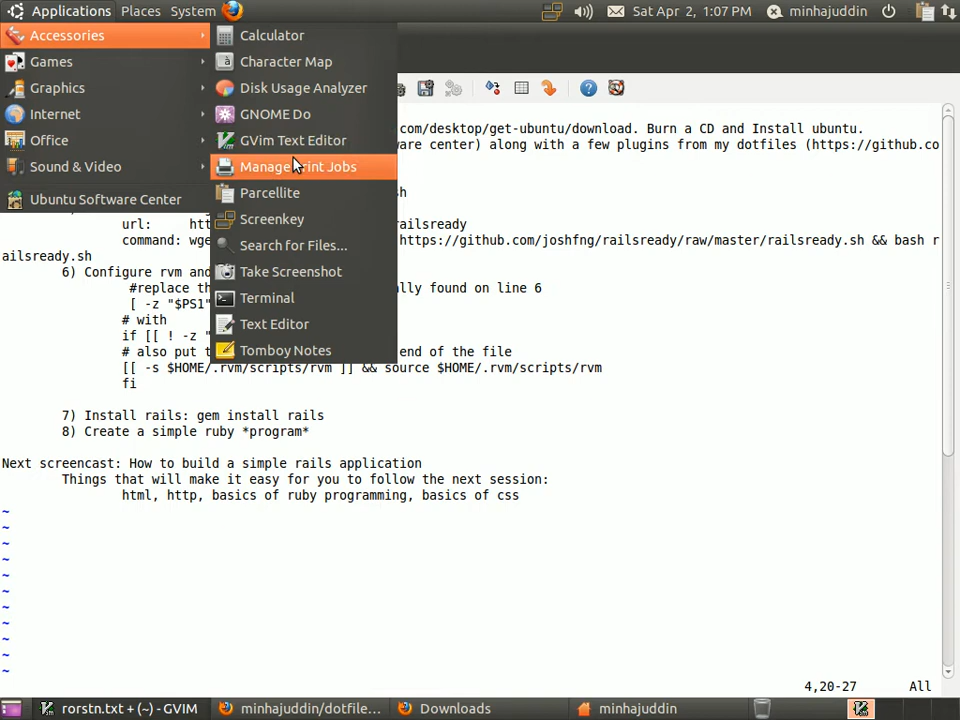 Applications Places System Sat Apr 2, 1:07 PM minhajuddin
Accessories
Games
Graphics
Internet
Office
Sound & Video
Ubuntu Software Center
Calculator
Character Map
Disk Usage Analyzer
GNOME Do
GVim Text Editor
Manage Print Jobs
Parcellite
Screenkey
Search for Files...
Take Screenshot
Terminal
Text Editor
Tomboy Notes
com/desktop/get-ubuntu/download. Burn a CD and Install ubuntu.
ware center) along with a few plugins from my dotfiles (https://github.co
sh
url: railsready
command: https://github.com/joshfng/railsready/raw/master/railsready.sh && bash r
ailsready.sh
6) Configure rvm and ally found on line 6
#replace th
[ -z "$PS1"
# with
if [[ ! -z "
# also put t end of the file
[[ -s $HOME/.rvm/scripts/rvm ]] && source $HOME/.rvm/scripts/rvm
fi
7) Install rails: gem install rails
8) Create a simple ruby *program*
Next screencast: How to build a simple rails application
Things that will make it easy for you to follow the next session:
html, http, basics of ruby programming, basics of css
~
~
~
~
~
~
~
~
~
~
~
4,20-27 All
rorstn.txt + (~) - GVIM minhajuddin/dotfile... Downloads minhajuddin